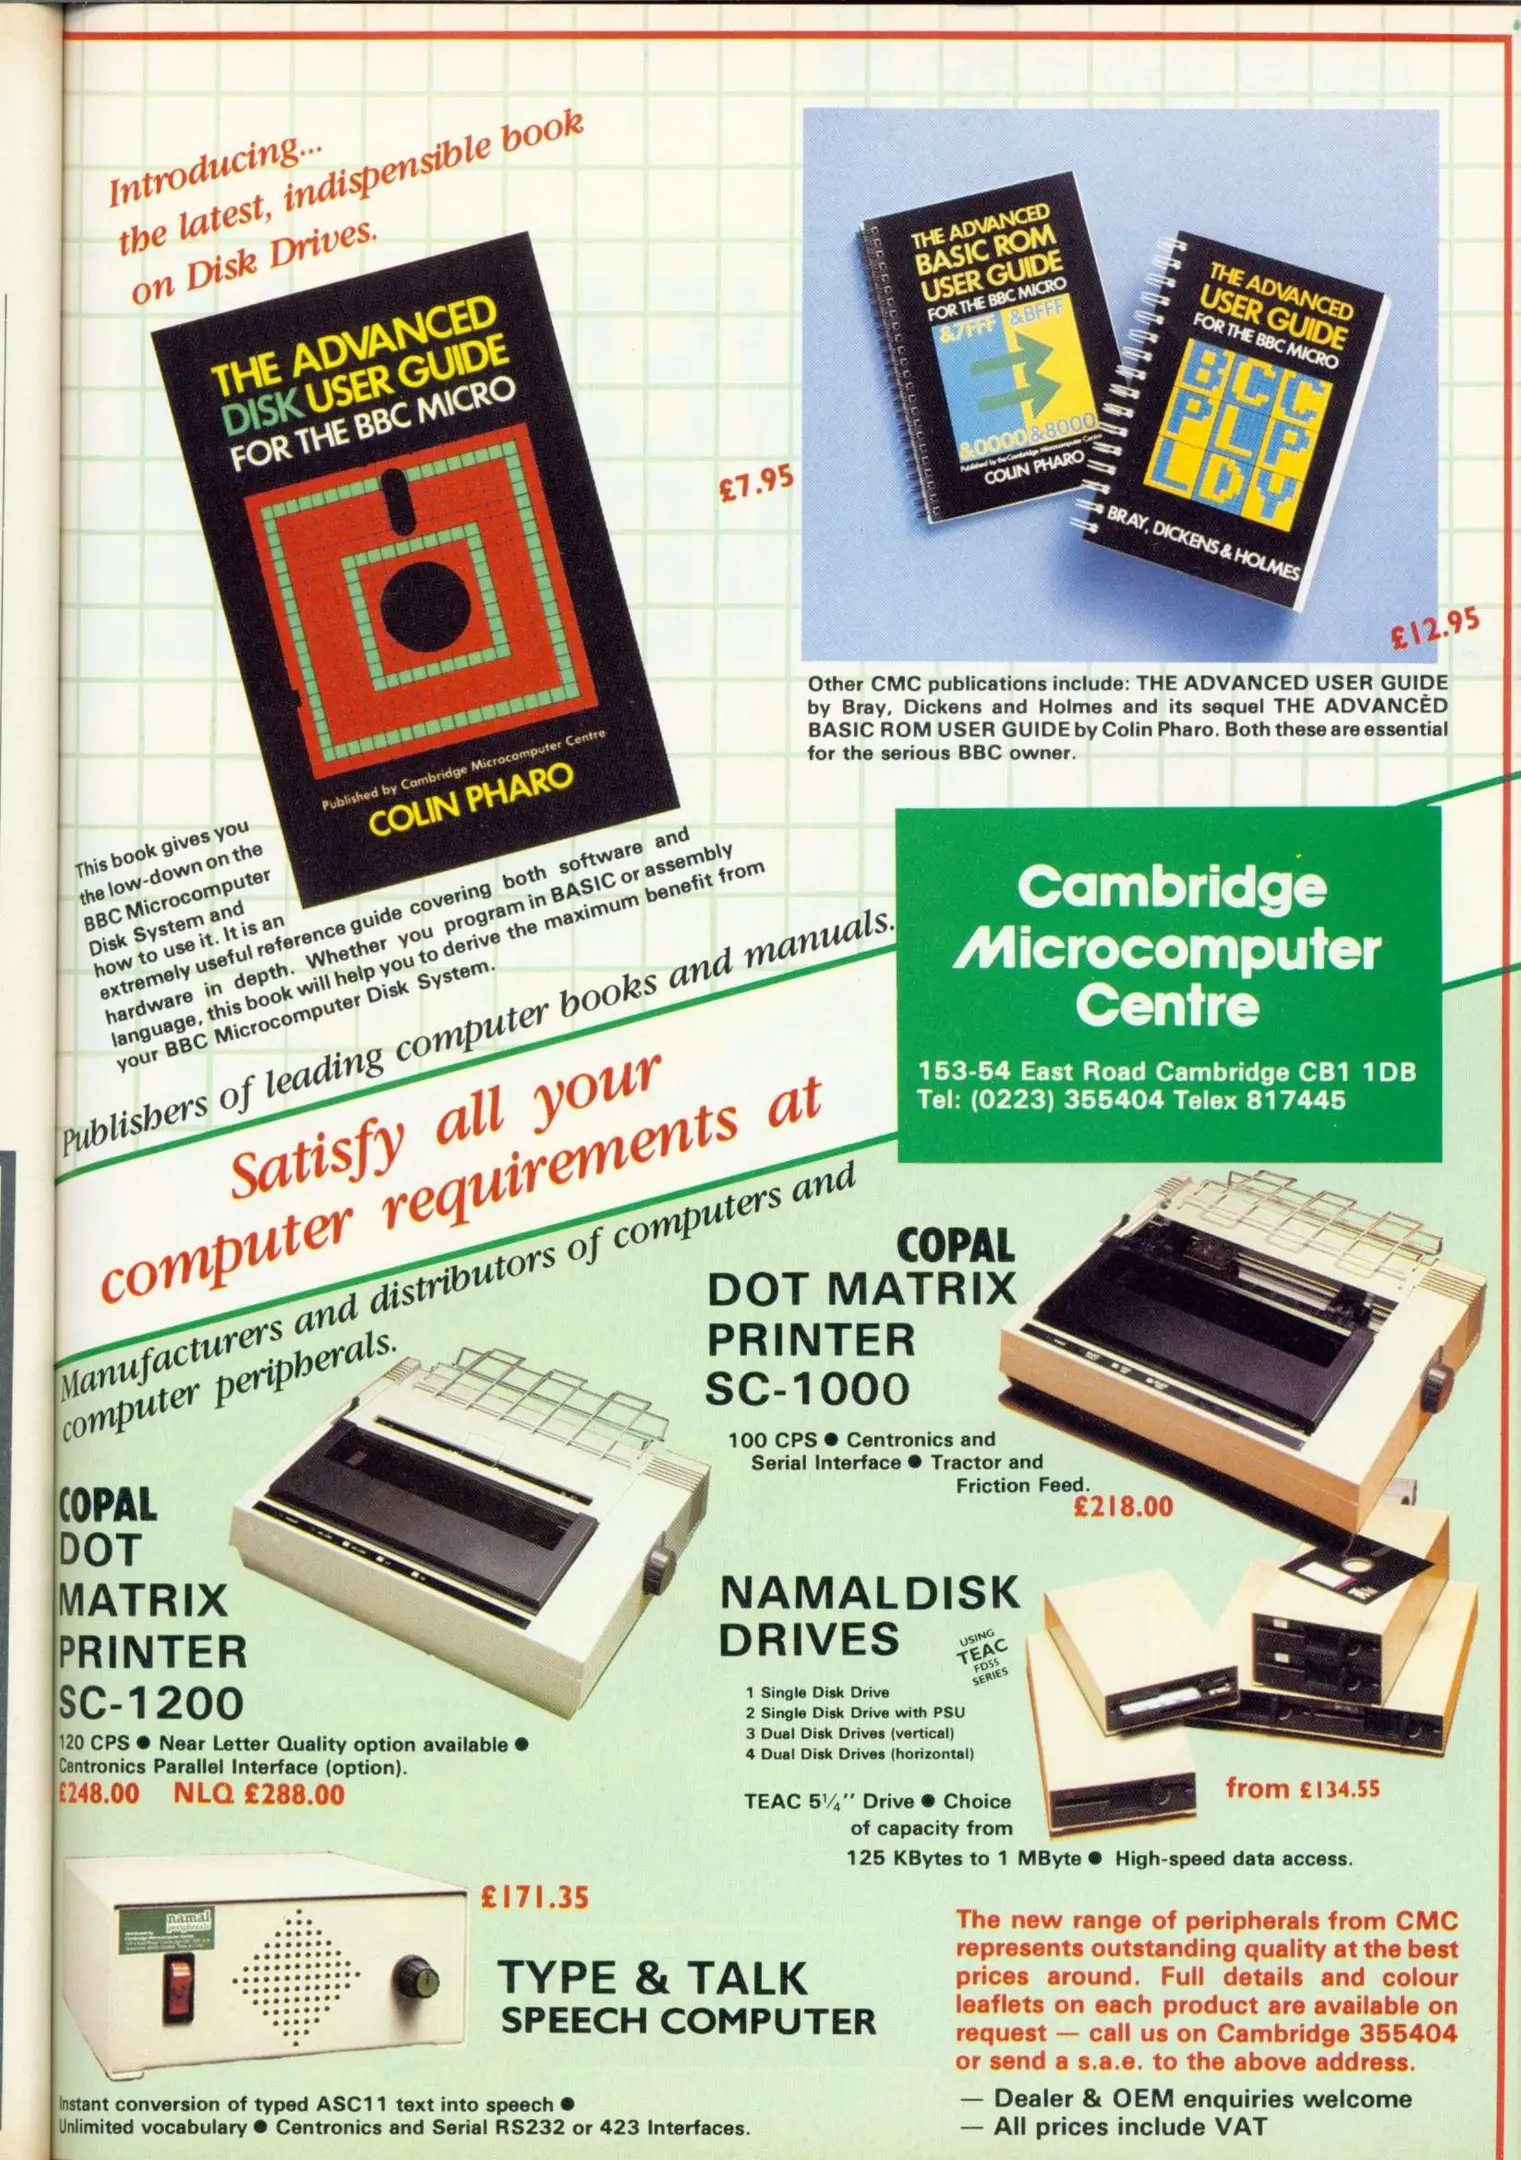 Introducing...
the latest, indispensible book
on Disk Drives.
THE ADVANCED
DISK USER GUIDE
FOR THE BBC MICRO
Published by Cambridge Microcomputer Centre
COLIN PHARO
£7.95
THE ADVANCED
BASIC ROM
USER GUIDE
FOR THE BBC MICRO
&7FFF &BFFF
&0000 &8000
Published by the Cambridge Microcomputer Centre
COLIN PHARO
THE ADVANCED
USER GUIDE
FOR THE BBC MICRO
BCC
PLP
LDY
BRAY, DICKENS & HOLMES
£12.95
Other CMC publications include: THE ADVANCED USER GUIDE
by Bray, Dickens and Holmes and its sequel THE ADVANCED
BASIC ROM USER GUIDE by Colin Pharo. Both these are essential
for the serious BBC owner.
This book gives you
the low-down on the
BBC Microcomputer
Disk System and
how to use it. It is an
extremely useful reference guide covering both software and
hardware in depth. Whether you program in BASIC or assembly
language, this book will help you to derive the maximum benefit from
your BBC Microcomputer Disk System.
Publishers of leading computer books and manuals.
Cambridge
Microcomputer
Centre
153-54 East Road Cambridge CB1 1DB
Tel: (0223) 355404 Telex 817445
Satisfy all your
computer requirements at
Manufacturers and distributors of computers and
computer peripherals.
COPAL
DOT MATRIX
PRINTER
SC-1000
100 CPS ● Centronics and
Serial Interface ● Tractor and
Friction Feed.
£218.00
COPAL
DOT
MATRIX
PRINTER
SC-1200
120 CPS ● Near Letter Quality option available ●
Centronics Parallel Interface (option).
£248.00 NLQ £288.00
NAMAL DISK
DRIVES
USING
TEAC
FD55
SERIES
1 Single Disk Drive
2 Single Disk Drive with PSU
3 Dual Disk Drives (vertical)
4 Dual Disk Drives (horizontal)
TEAC 5¼" Drive ● Choice
of capacity from
125 KBytes to 1 MByte ● High-speed data access.
from £134.55
£171.35
namal
peripherals
TYPE & TALK
SPEECH COMPUTER
Instant conversion of typed ASC11 text into speech ●
Unlimited vocabulary ● Centronics and Serial RS232 or 423 Interfaces.
The new range of peripherals from CMC
represents outstanding quality at the best
prices around. Full details and colour
leaflets on each product are available on
request — call us on Cambridge 355404
or send a s.a.e. to the above address.
— Dealer & OEM enquiries welcome
— All prices include VAT